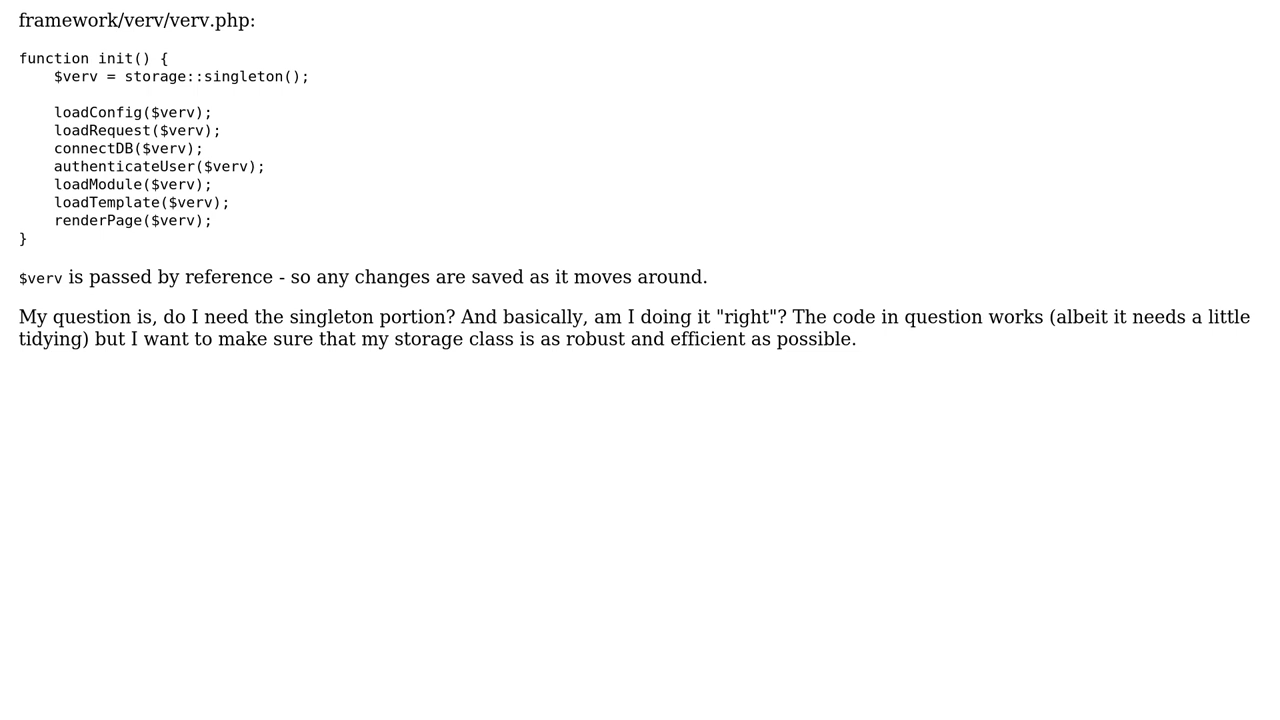 framework/verv/verv.php:
function init() {
    $verv = storage::singleton();
    loadConfig($verv);
    loadRequest($verv);
    connectDB($verv);
    authenticateUser($verv);
    loadModule($verv);
    loadTemplate($verv);
    renderPage($verv);
}
$verv is passed by reference - so any changes are saved as it moves around.
My question is, do I need the singleton portion? And basically, am I doing it "right"? The code in question works (albeit it needs a little
tidying) but I want to make sure that my storage class is as robust and efficient as possible.